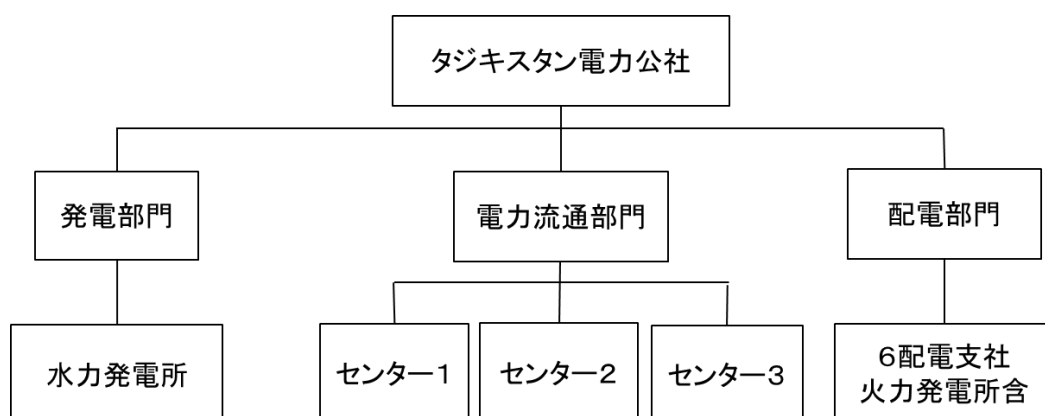 タジキスタン電力公社
発電部門
電力流通部門
配電部門
水力発電所
センター1
センター2
センター3
6配電支社
火力発電所含